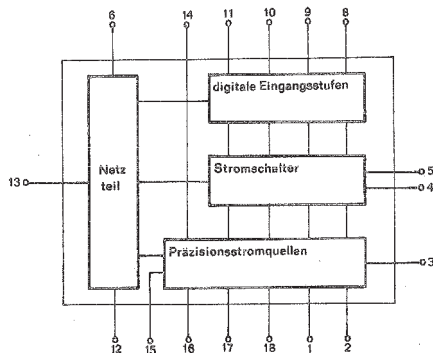 6 14 11 10 9 8
digitale Eingangsstufen
Netz
teil
Stromschalter
5
4
13
Präzisionsstromquellen
3
12 15 16 17 18 1 2